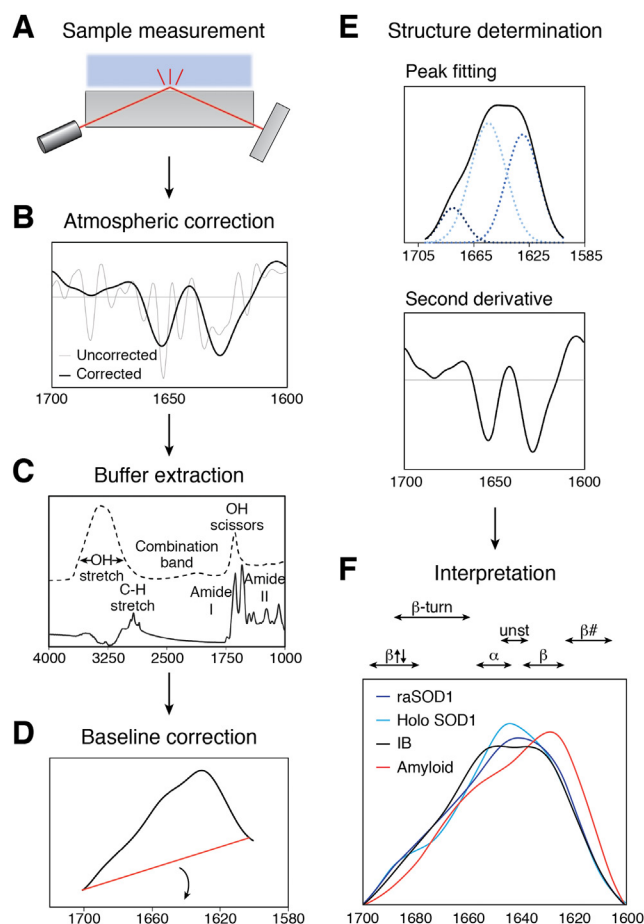 A Sample measurement
B Atmospheric correction
Uncorrected
Corrected
1700 1650 1600
C Buffer extraction
OH
scissors
OH
stretch
Combination
band
C-H
stretch
Amide
I
Amide
II
4000 3250 2500 1750 1000
D Baseline correction
1700 1660 1620 1580
E Structure determination
Peak fitting
1705 1665 1625 1585
Second derivative
1700 1650 1600
F Interpretation
β-turn
unst β#
β↑↓ α β
raSOD1
Holo SOD1
IB
Amyloid
1700 1680 1660 1640 1620 1600